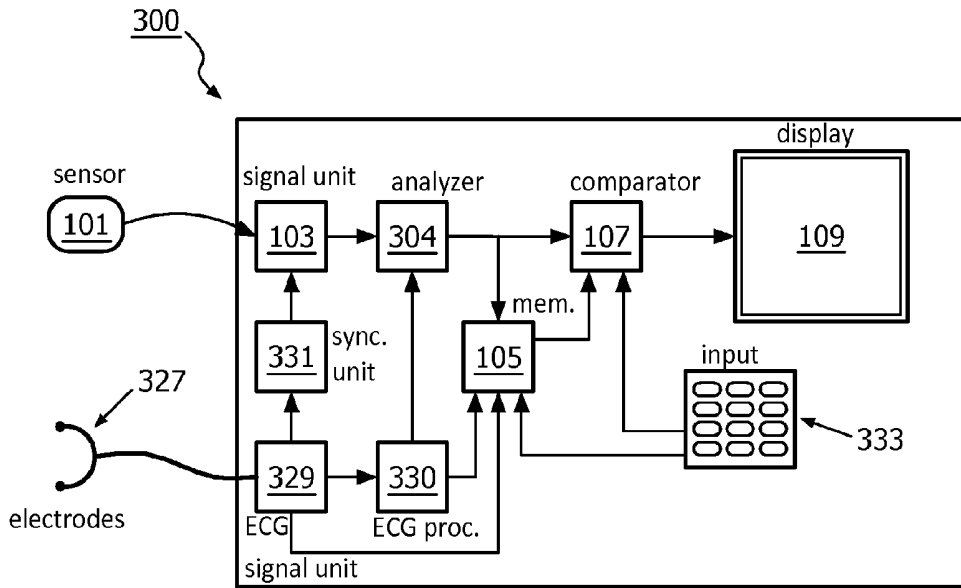 300
display
sensor
signal unit
analyzer
comparator
101
103
304
107
109
mem.
331
sync.
unit
105
input
327
333
329
330
electrodes
ECG
ECG proc.
signal unit